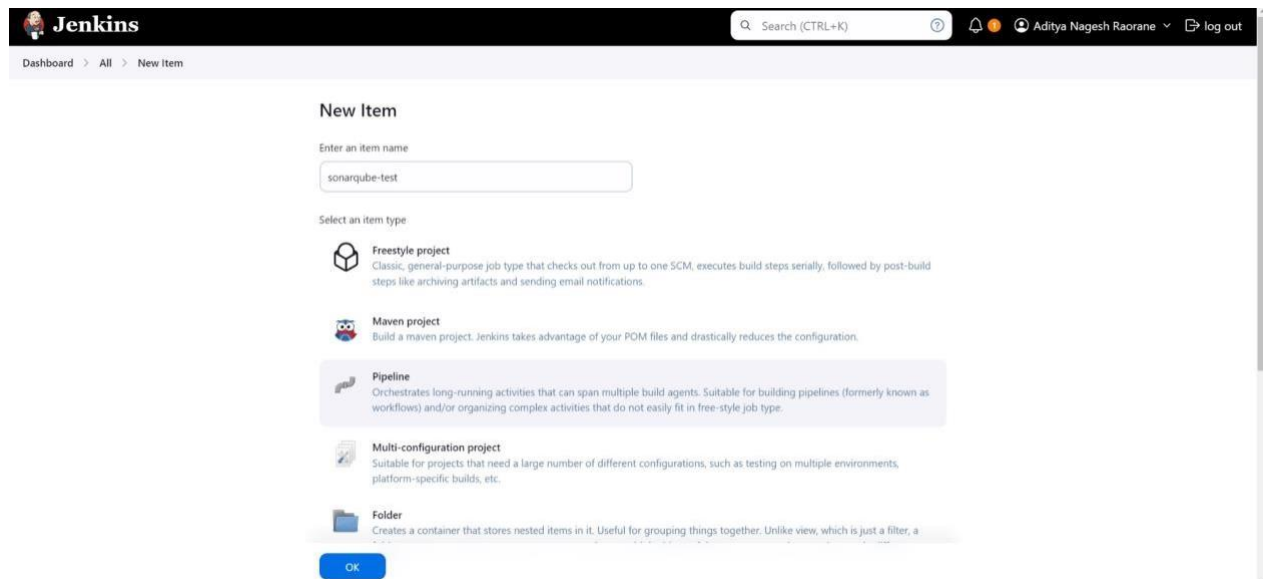 Jenkins
Search (CTRL+K)
?
1
Aditya Nagesh Raorane
log out
Dashboard > All > New Item
New Item
Enter an item name
sonarqube-test
Select an item type
Freestyle project
Classic, general-purpose job type that checks out from up to one SCM, executes build steps serially, followed by post-build
steps like archiving artifacts and sending email notifications.
Maven project
Build a maven project. Jenkins takes advantage of your POM files and drastically reduces the configuration.
Pipeline
Orchestrates long-running activities that can span multiple build agents. Suitable for building pipelines (formerly known as
workflows) and/or organizing complex activities that do not easily fit in free-style job type.
Multi-configuration project
Suitable for projects that need a large number of different configurations, such as testing on multiple environments,
platform-specific builds, etc.
Folder
Creates a container that stores nested items in it. Useful for grouping things together. Unlike view, which is just a filter, a
OK